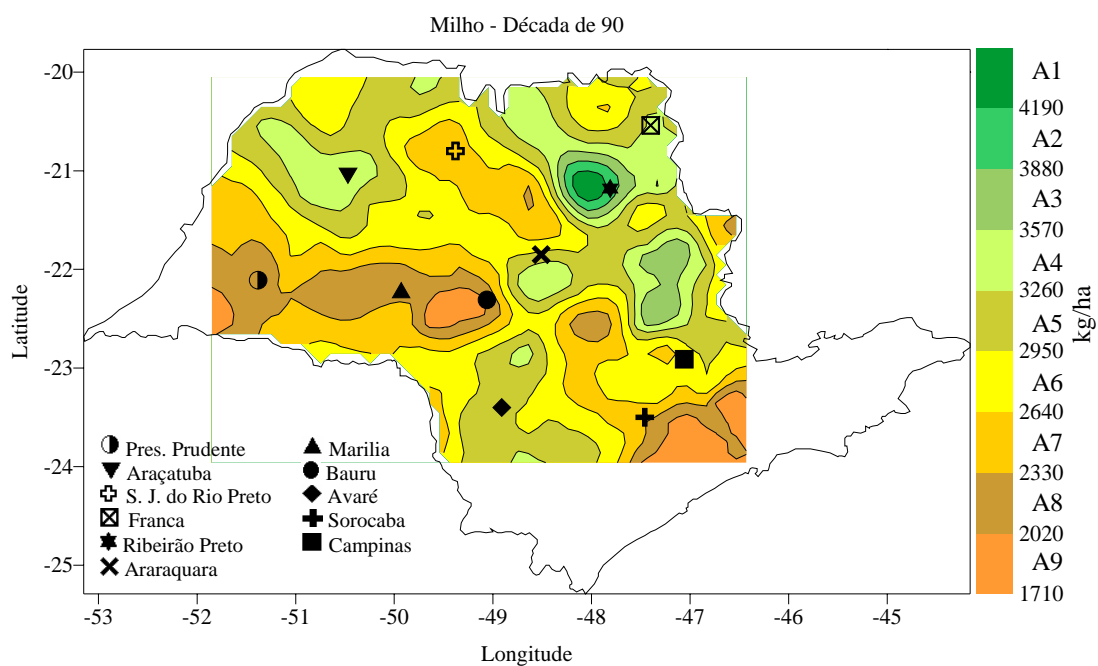 Milho - Década de 90
-20
-21
-22
-23
-24
-25
Latitude
-53
-52
-51
-50
-49
-48
-47
-46
-45
Longitude
Pres. Prudente
Araçatuba
S. J. do Rio Preto
Franca
Ribeirão Preto
Araraquara
Marilia
Bauru
Avaré
Sorocaba
Campinas
A1
4190
A2
3880
A3
3570
A4
3260
A5
2950
A6
2640
A7
2330
A8
2020
A9
1710
kg/ha